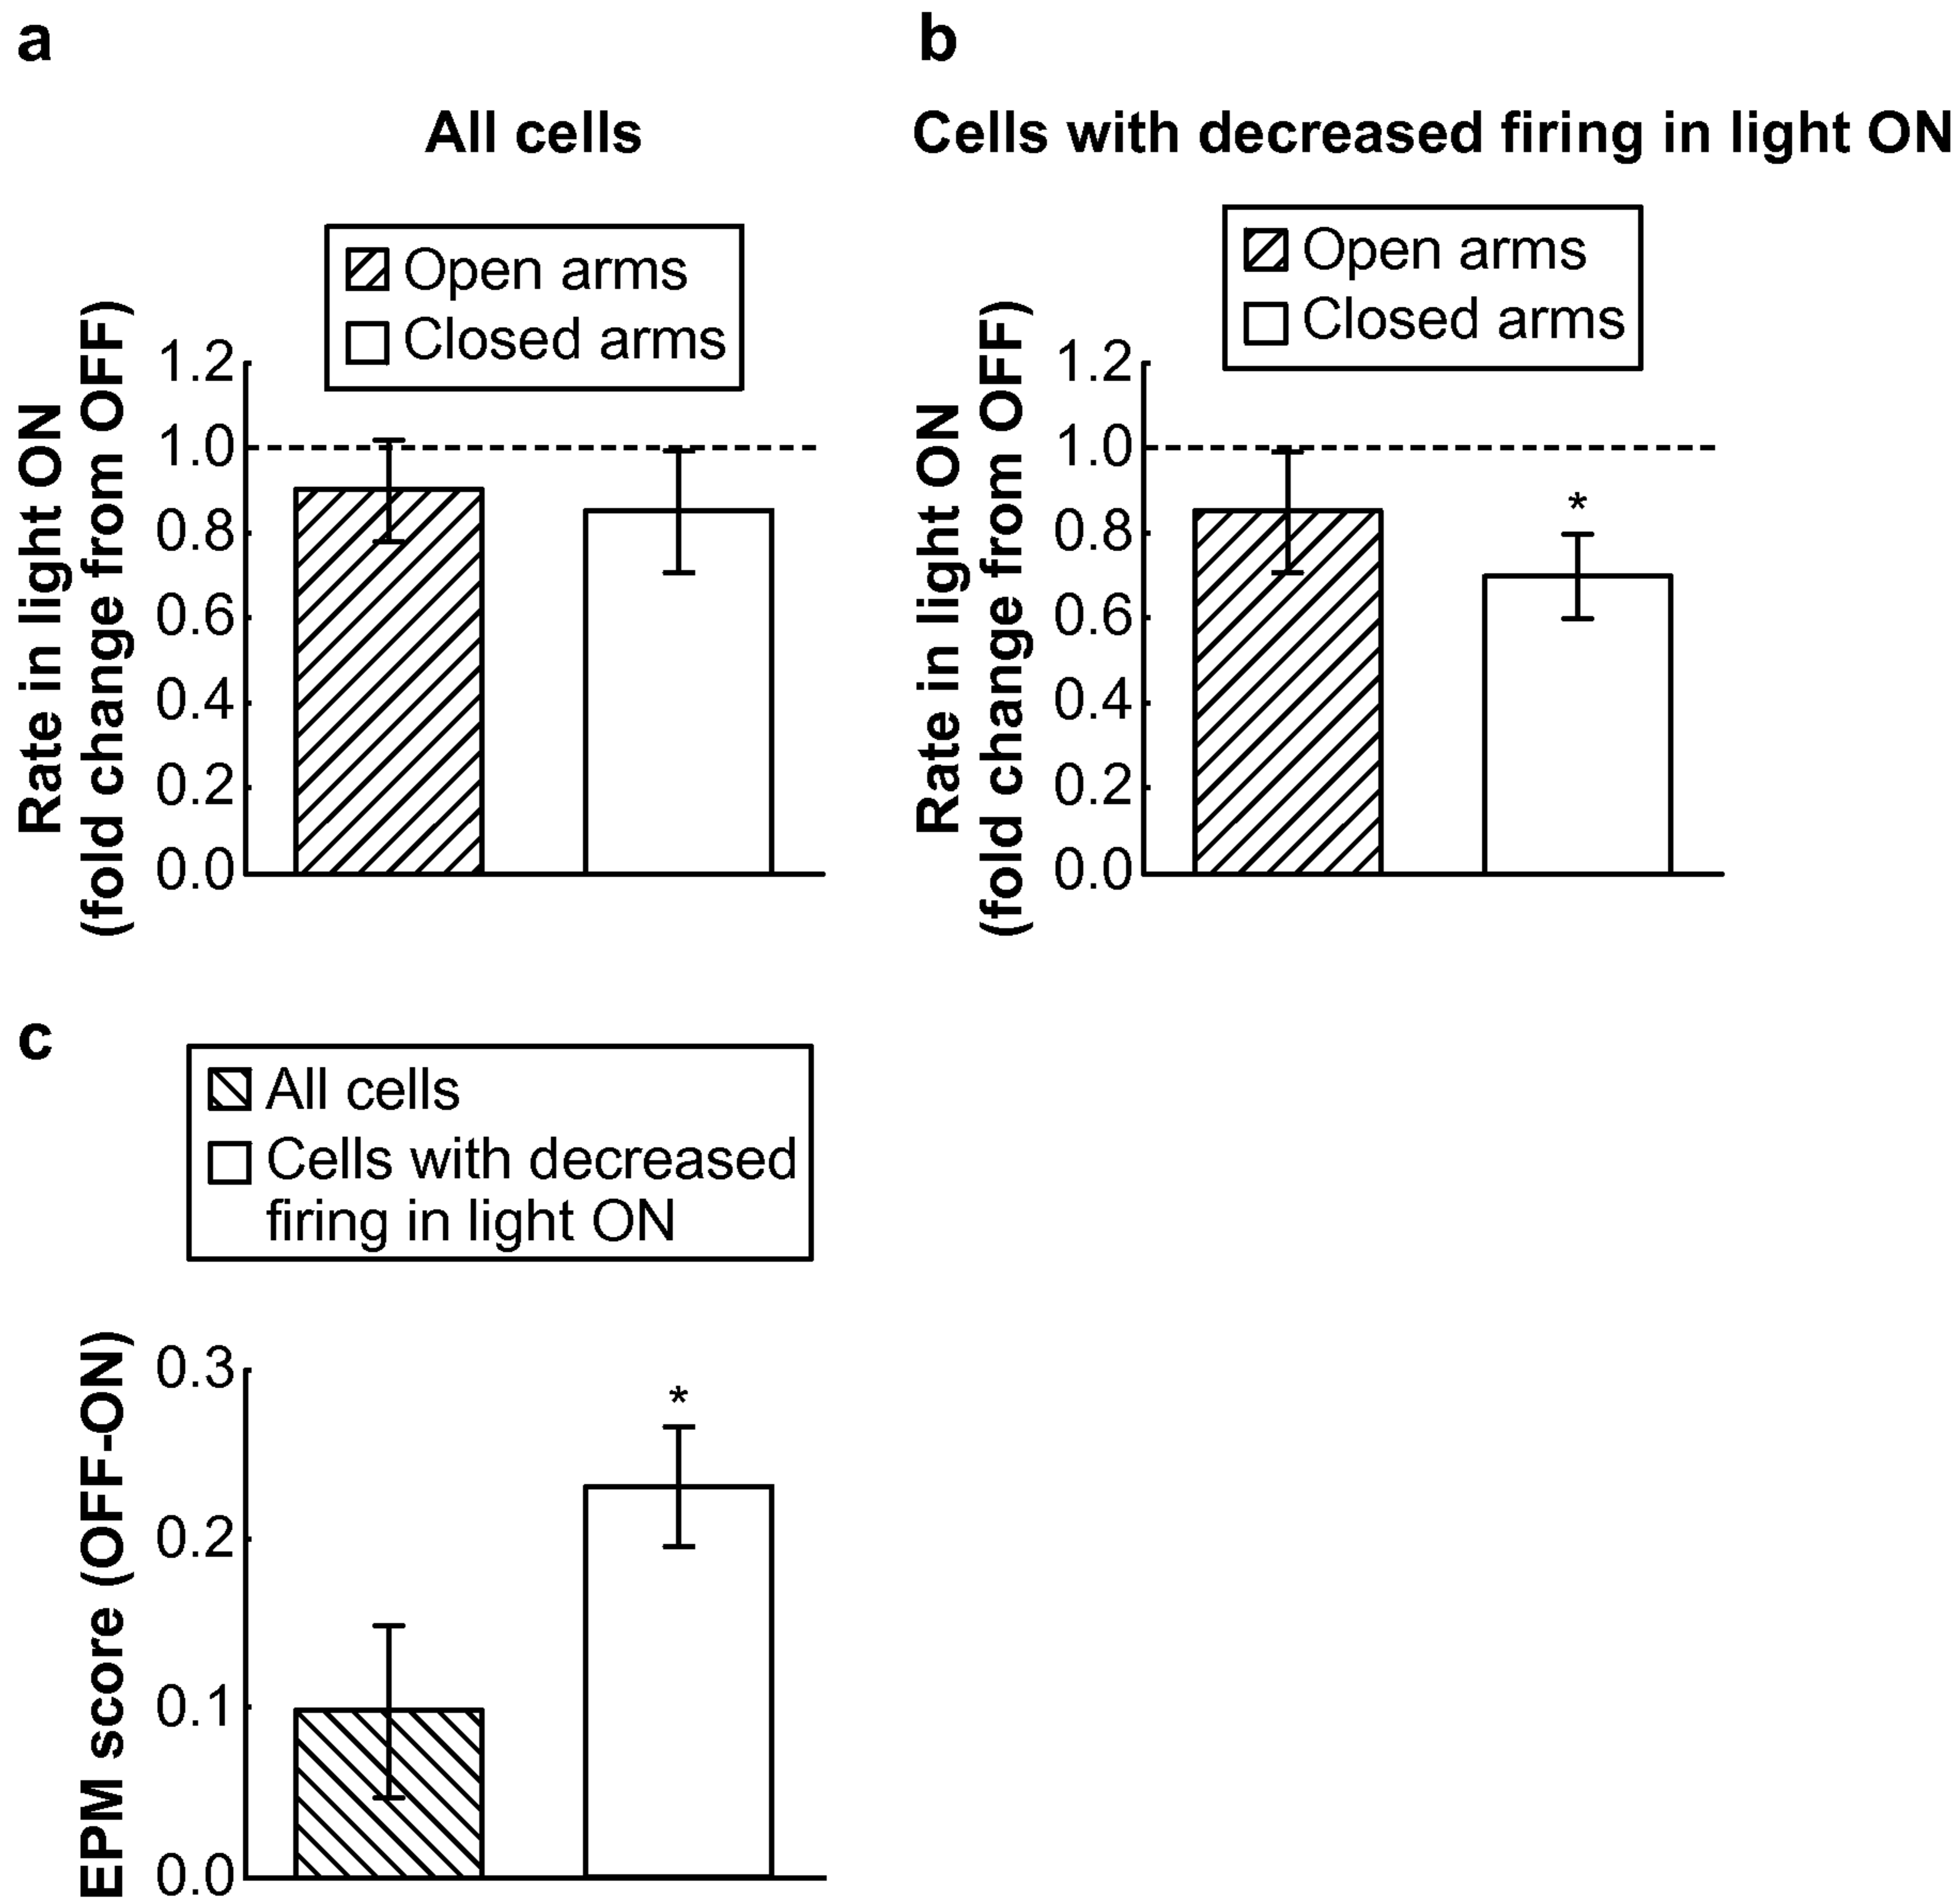 a
All cells
Open arms
Closed arms
Rate in light ON
(fold change from OFF)
1.2
1.0
0.8
0.6
0.4
0.2
0.0
b
Cells with decreased firing in light ON
Open arms
Closed arms
Rate in light ON
(fold change from OFF)
1.2
1.0
*
0.8
0.6
0.4
0.2
0.0
c
All cells
Cells with decreased
firing in light ON
EPM score (OFF-ON)
0.3
*
0.2
0.1
0.0